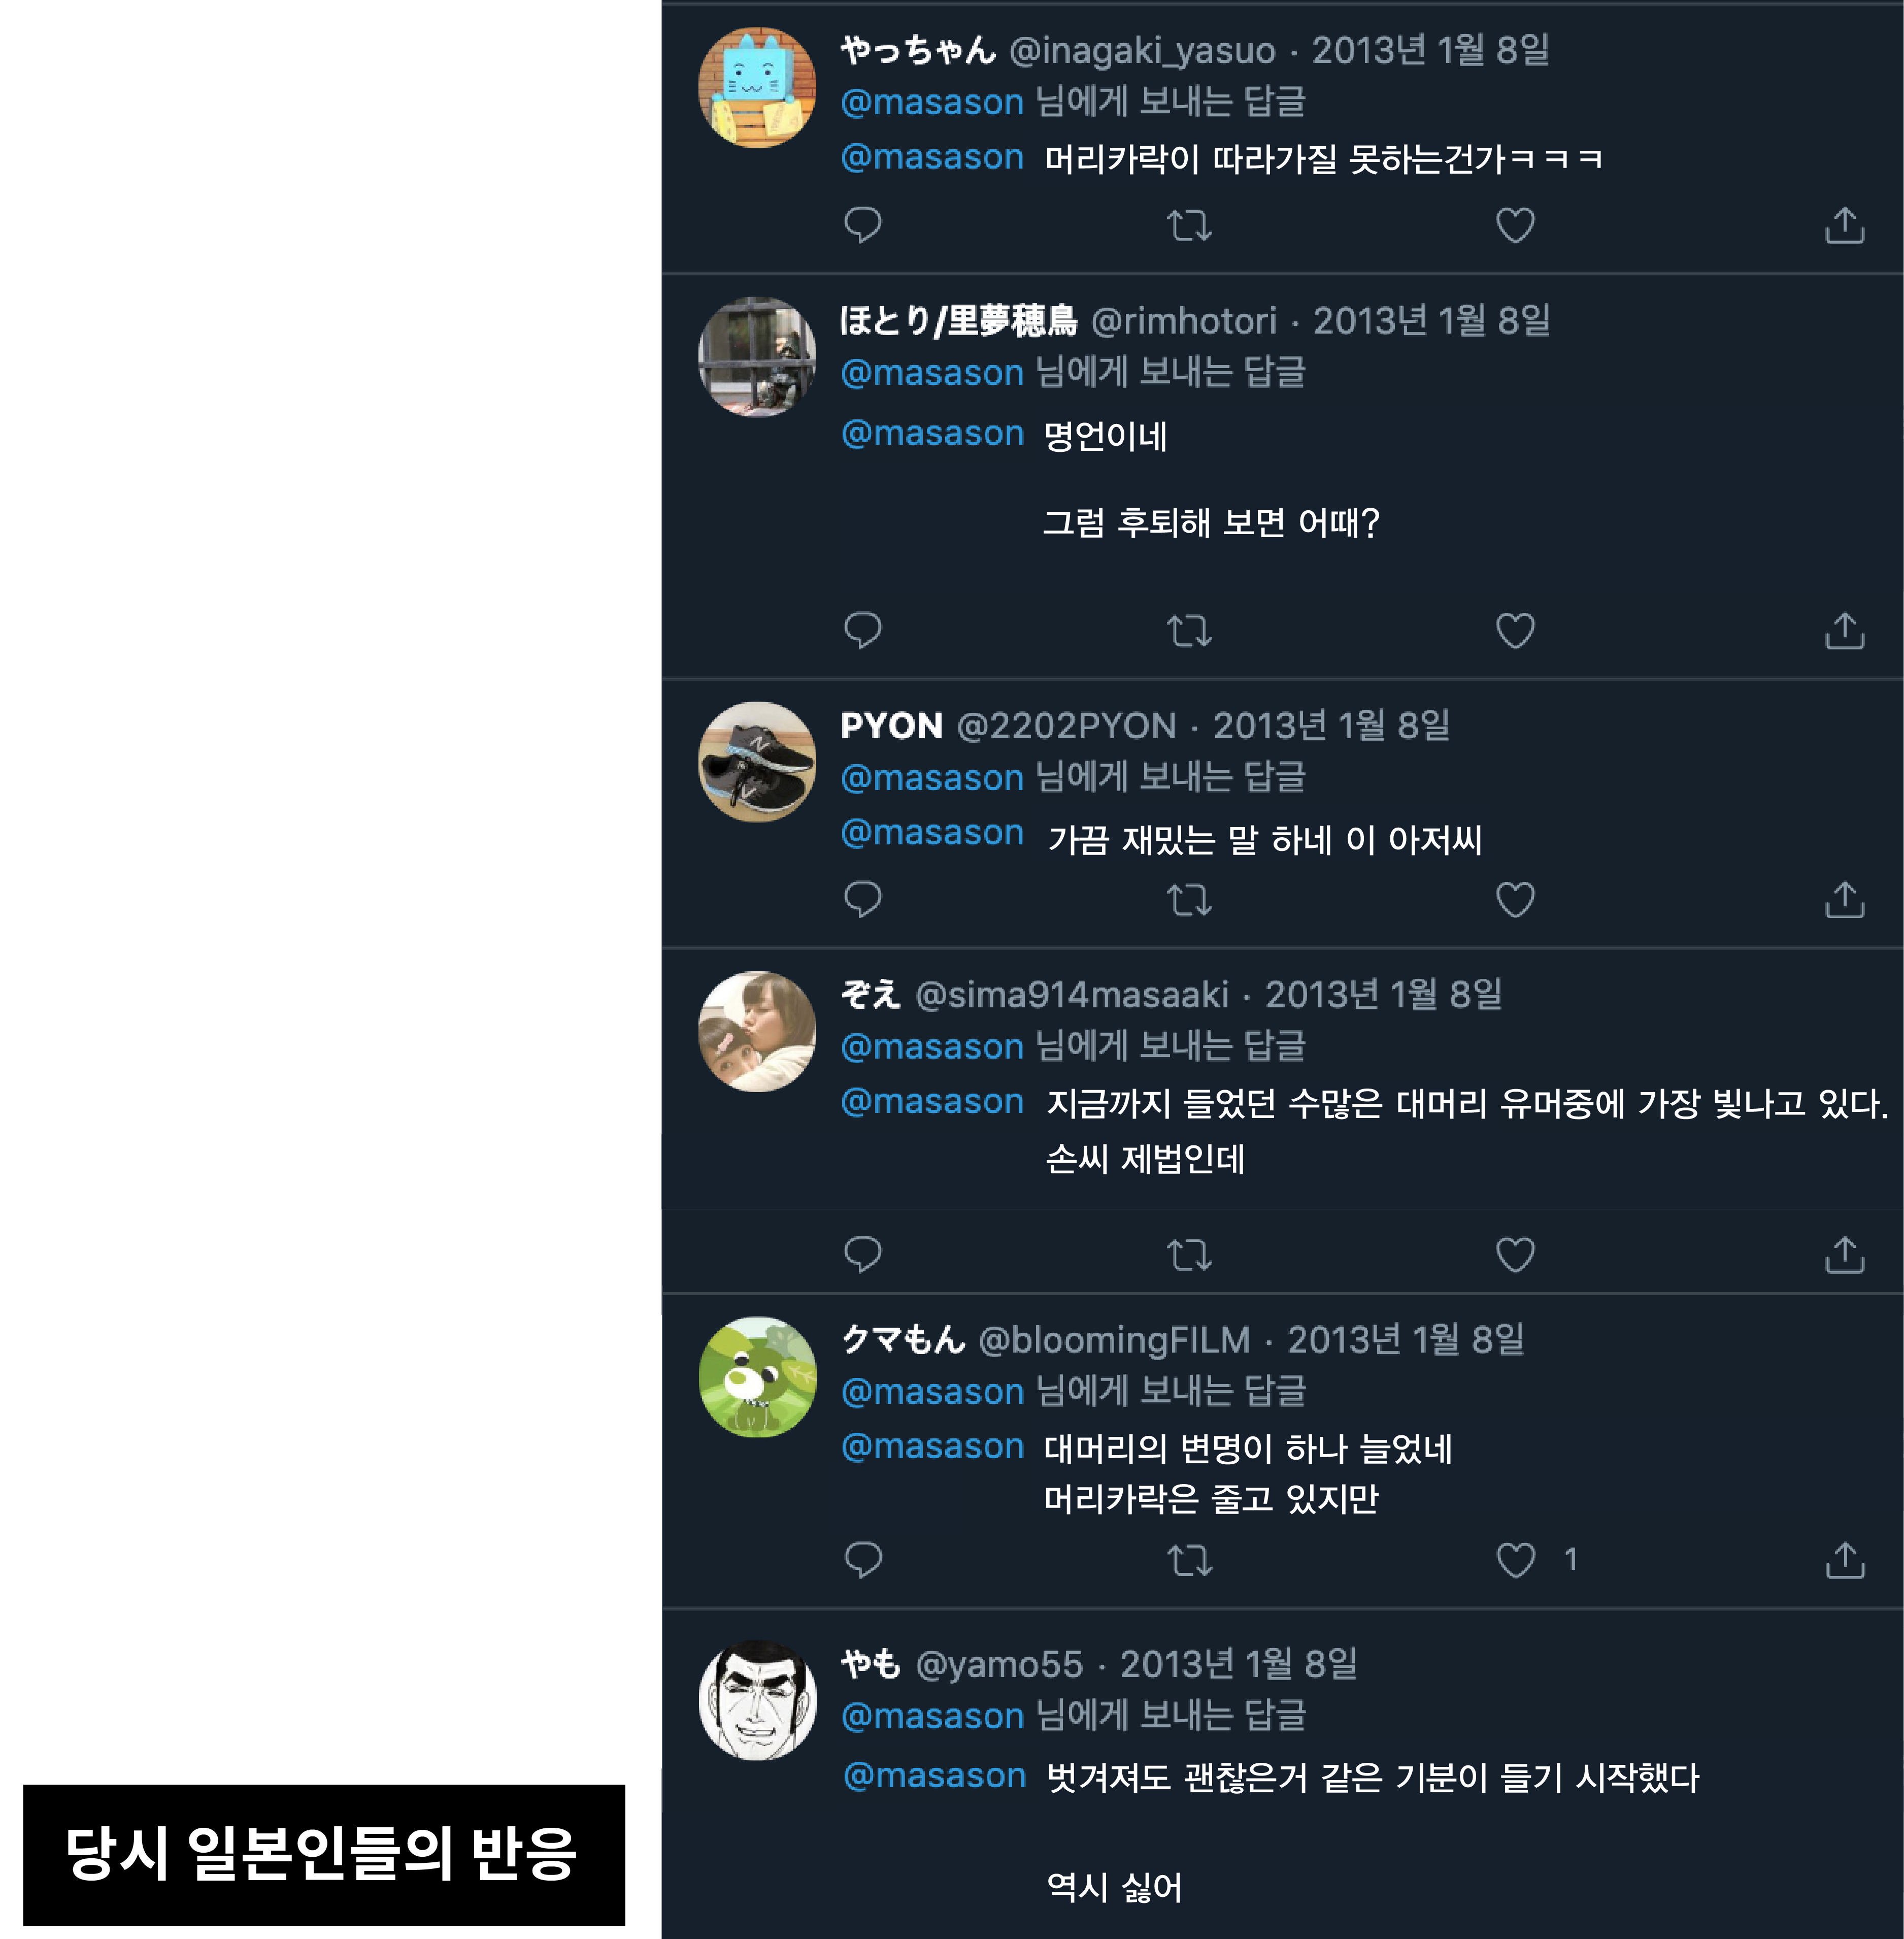 やっちゃん @inagaki_yasuo · 2013년 1월 8일
@masason 님에게 보내는 답글
@masason 머리카락이 따라가질 못하는건가ㅋㅋㅋ
ほとり/里夢穂鳥 @rimhotori · 2013년 1월 8일
@masason 님에게 보내는 답글
@masason 명언이네
그럼 후퇴해 보면 어때?
PYON @2202PYON · 2013년 1월 8일
@masason 님에게 보내는 답글
@masason 가끔 재밌는 말 하네 이 아저씨
ぞえ @sima914masaaki · 2013년 1월 8일
@masason 님에게 보내는 답글
@masason 지금까지 들었던 수많은 대머리 유머중에 가장 빛나고 있다.
손씨 제법인데
クマもん @bloomingFILM · 2013년 1월 8일
@masason 님에게 보내는 답글
@masason 대머리의 변명이 하나 늘었네
머리카락은 줄고 있지만
1
やも @yamo55 · 2013년 1월 8일
@masason 님에게 보내는 답글
@masason 벗겨져도 괜찮은거 같은 기분이 들기 시작했다
역시 싫어
당시 일본인들의 반응